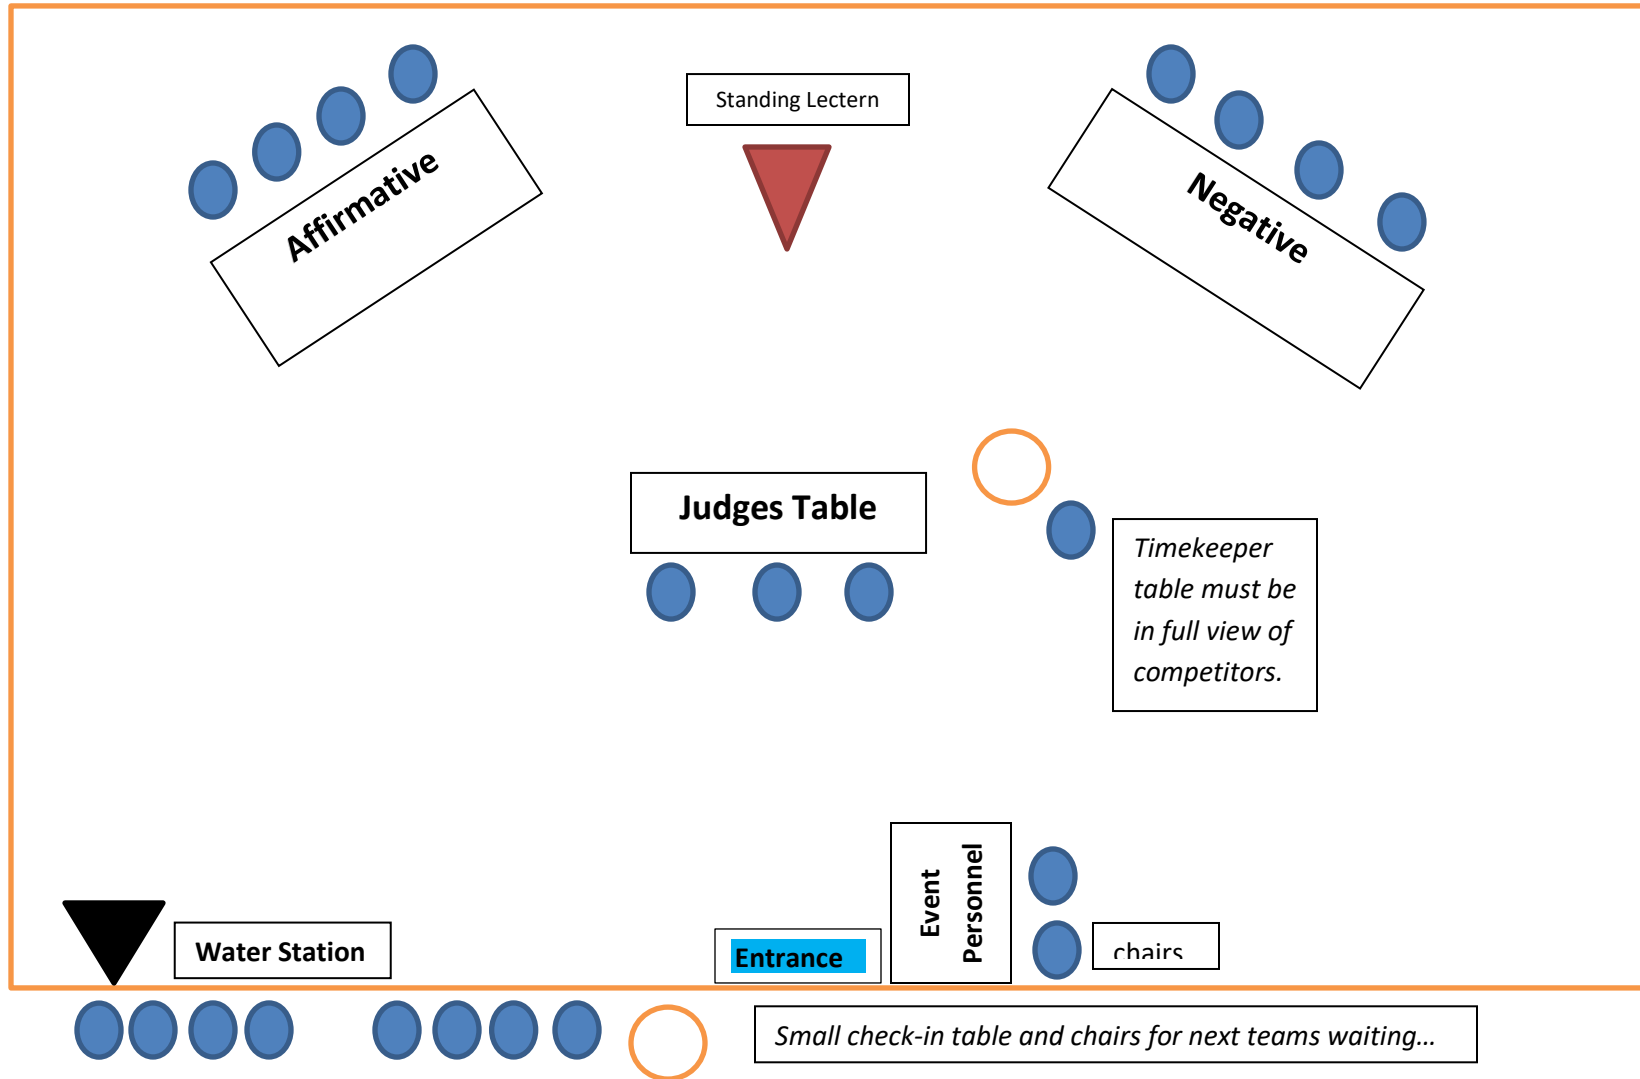 Standing Lectern
Affirmative
Negative
Judges Table
Timekeeper
table must be
in full view of
competitors.
Event
Personnel
Water Station
Entrance
chairs
Small check-in table and chairs for next teams waiting…